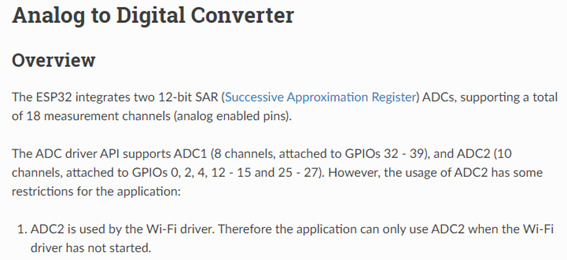 Analog to Digital Converter
Overview
The ESP32 integrates two 12-bit SAR (Successive Approximation Register) ADCs, supporting a total
of 18 measurement channels (analog enabled pins).
The ADC driver API supports ADC1 (8 channels, attached to GPIOs 32 - 39), and ADC2 (10
channels, attached to GPIOs 0, 2, 4, 12 - 15 and 25 - 27). However, the usage of ADC2 has some
restrictions for the application:
1. ADC2 is used by the Wi-Fi driver. Therefore the application can only use ADC2 when the Wi-Fi
driver has not started.